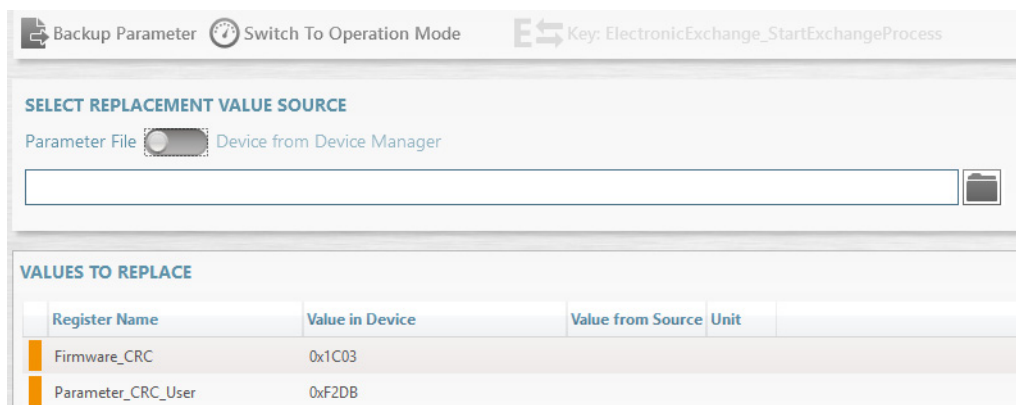 Backup Parameter Switch To Operation Mode E Key: ElectronicExchange_StartExchangeProcess
SELECT REPLACEMENT VALUE SOURCE
Parameter File Device from Device Manager
VALUES TO REPLACE
Register Name Value in Device Value from Source Unit
Firmware_CRC 0x1C03
Parameter_CRC_User 0xF2DB